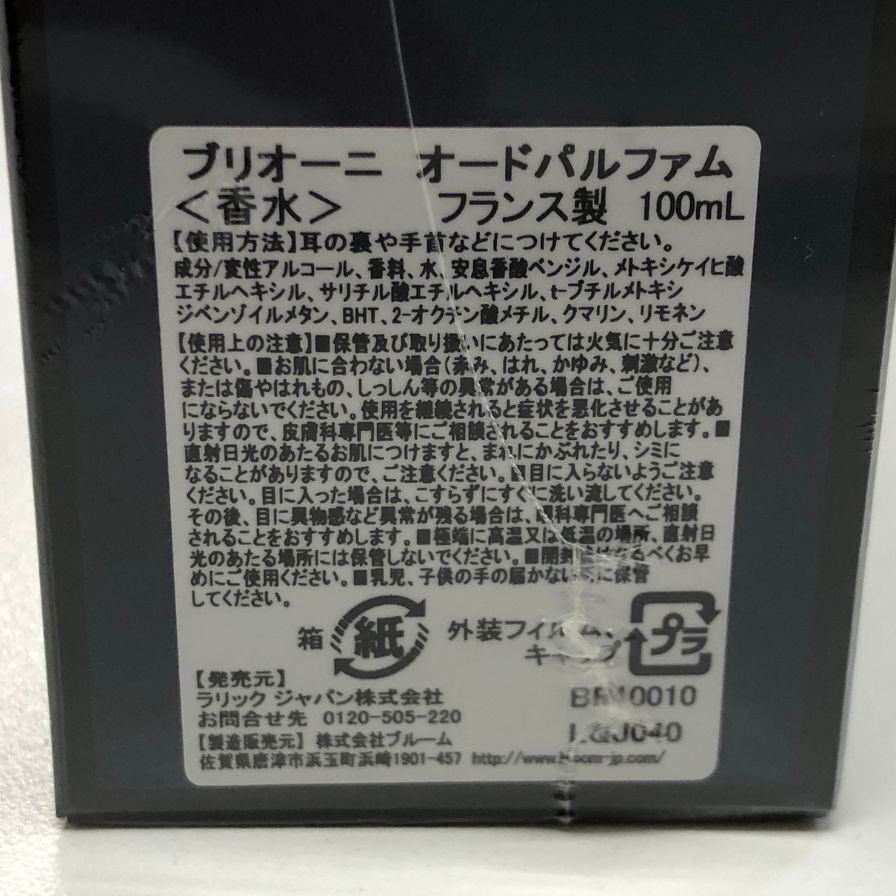 ブリオーニ オードパルファム
＜香水＞ フランス製 100mL
【使用方法】耳の裏や手首などにつけてください。
成分/変性アルコール、香料、水、安息香酸ベンジル、メトキシケイヒ酸
エチルヘキシル、サリチル酸エチルヘキシル、t-ブチルメトキシ
ジベンゾイルメタン、BHT、2-オクチン酸メチル、クマリン、リモネン
【使用上の注意】■保管及び取り扱いにあたっては火気に十分ご注意
ください。■お肌に合わない場合(赤み、はれ、かゆみ、刺激など)、
または傷やはれもの、しっしん等の異常がある場合は、ご使用
にならないでください。使用を継続されると症状を悪化させることがあ
りますので、皮膚科専門医等にご相談されることをおすすめします。■
直射日光のあたるお肌につけますと、まれにかぶれたり、シミに
なることがありますので、ご注意ください。■目に入らないようご注意
ください。目に入った場合は、こすらずにすぐに洗い流してください。
その後、目に異物感など異常が残る場合は、眼科専門医へご相談
されることをおすすめします。■極端に高温又は低温の場所、直射日
光のあたる場所には保管しないでください。■開封後はなるべくお早
めにご使用ください。■乳児、子供の手の届かない所に保管
してください。
箱 紙 外装フィルム、
キャップ プラ
【発売元】
ラリック ジャパン株式会社
お問合せ先 0120-505-220
【製造販売元】株式会社ブルーム
佐賀県唐津市浜玉町浜崎1901-457
LQJ040